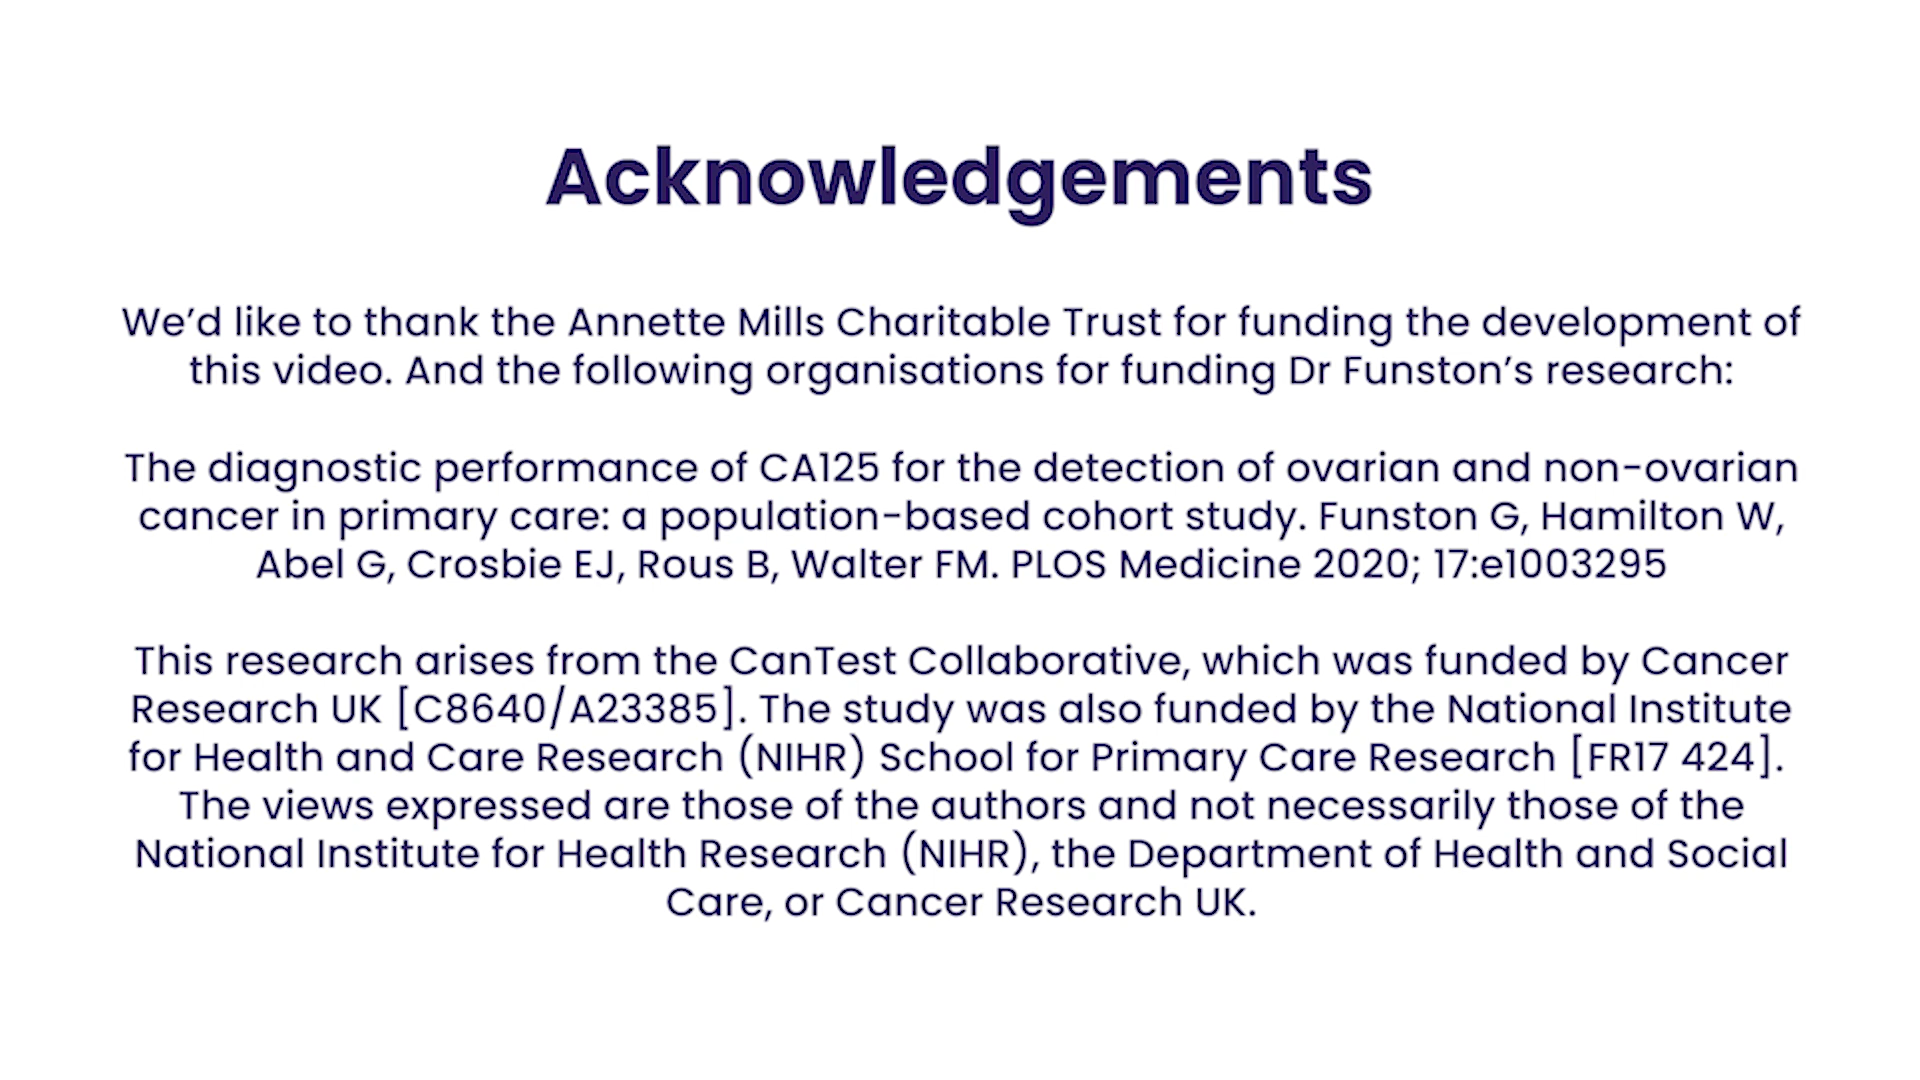 Acknowledgements
We’d like to thank the Annette Mills Charitable Trust for funding the development of
this video. And the following organisations for funding Dr Funston’s research:
The diagnostic performance of CA125 for the detection of ovarian and non-ovarian
cancer in primary care: a population-based cohort study. Funston G, Hamilton W,
Abel G, Crosbie EJ, Rous B, Walter FM. PLOS Medicine 2020; 17:e1003295
This research arises from the CanTest Collaborative, which was funded by Cancer
Research UK [C8640/A23385]. The study was also funded by the National Institute
for Health and Care Research (NIHR) School for Primary Care Research [FR17 424].
The views expressed are those of the authors and not necessarily those of the
National Institute for Health Research (NIHR), the Department of Health and Social
Care, or Cancer Research UK.